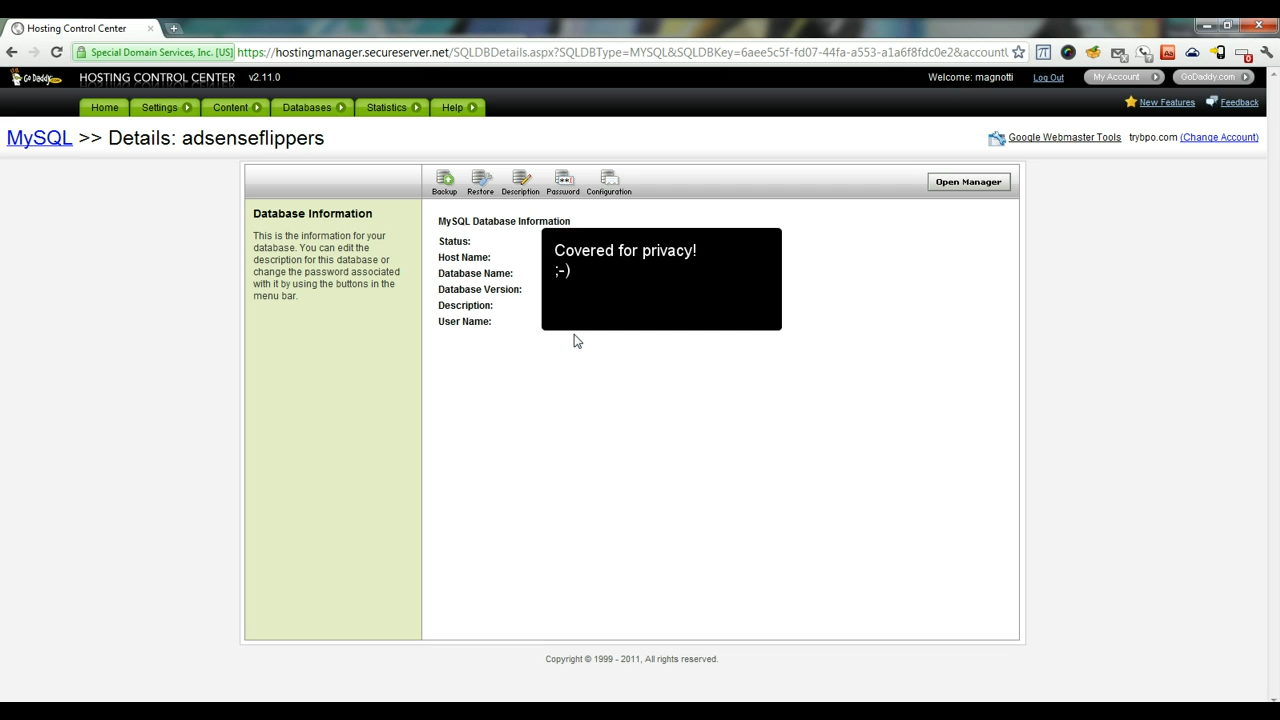 Hosting Control Center
Special Domain Services, Inc. [US]
https://hostingmanager.secureserver.net/SQLDBDetails.aspx?SQLDBType=MYSQL&SQLDBKey=6aee5c5f-fd07-44fa-a553-a1a6f8fdc0e2&accountU
Go Daddy HOSTING CONTROL CENTER v2.11.0
Welcome: magnotti Log Out My Account GoDaddy.com
Home Settings Content Databases Statistics Help
New Features Feedback
MySQL >> Details: adsenseflippers
Google Webmaster Tools trybpo.com (Change Account)
Backup Restore Description Password Configuration
Open Manager
Database Information
This is the information for your
database. You can edit the
description for this database or
change the password associated
with it by using the buttons in the
menu bar.
MySQL Database Information
Status:
Host Name:
Database Name:
Database Version:
Description:
User Name:
Covered for privacy!
;-)
Copyright © 1999 - 2011, All rights reserved.